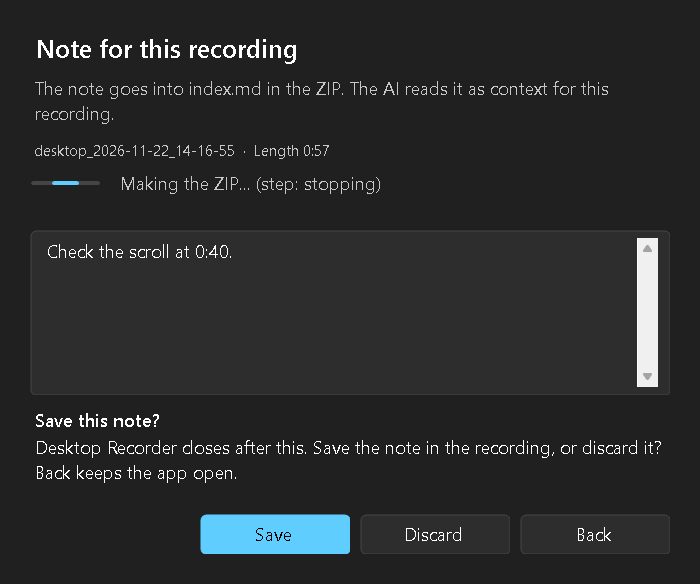 Note for this recording
The note goes into index.md in the ZIP. The AI reads it as context for this
recording.
desktop_2026-11-22_14-16-55 · Length 0:57
Making the ZIP... (step: stopping)
Check the scroll at 0:40.
Save this note?
Desktop Recorder closes after this. Save the note in the recording, or discard it?
Back keeps the app open.
Save
Discard
Back